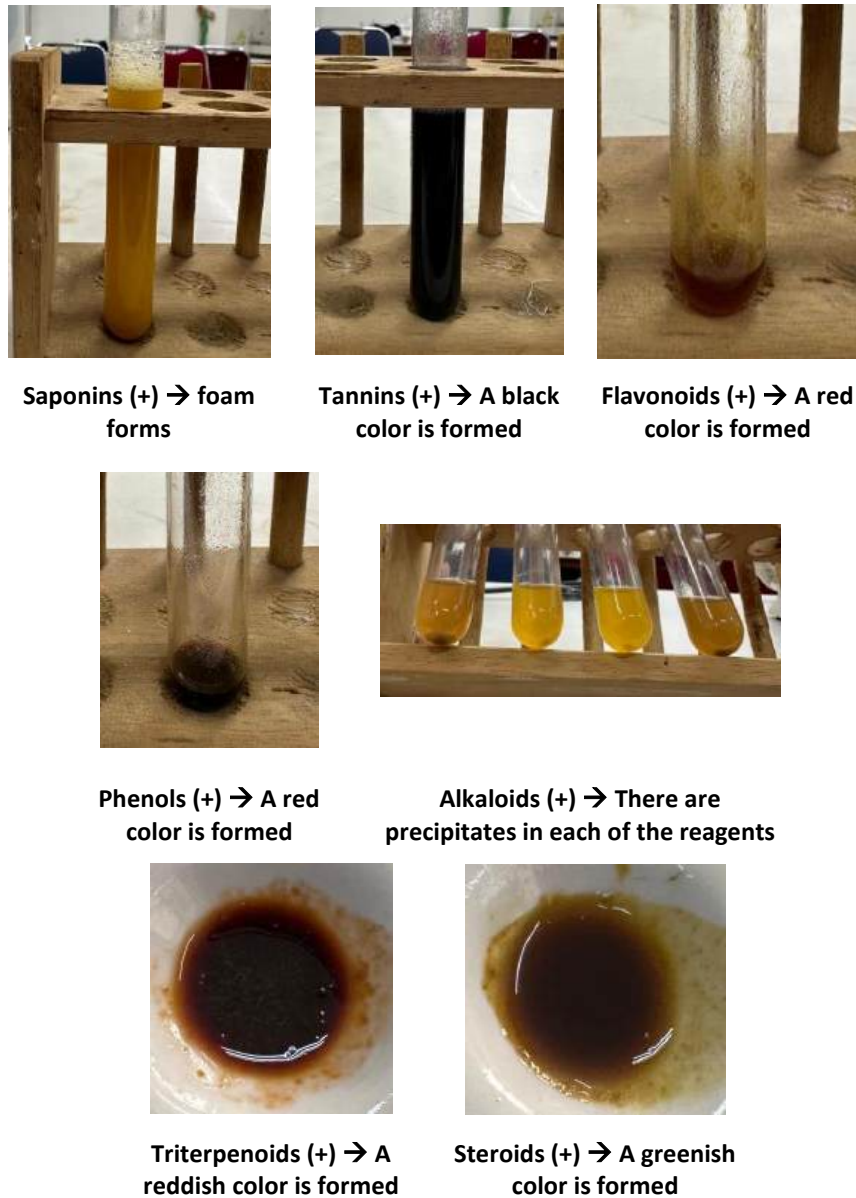 Saponins (+) → foam
forms
Tannins (+) → A black
color is formed
Flavonoids (+) → A red
color is formed
Phenols (+) → A red
color is formed
Alkaloids (+) → There are
precipitates in each of the reagents
Triterpenoids (+) → A
reddish color is formed
Steroids (+) → A greenish
color is formed